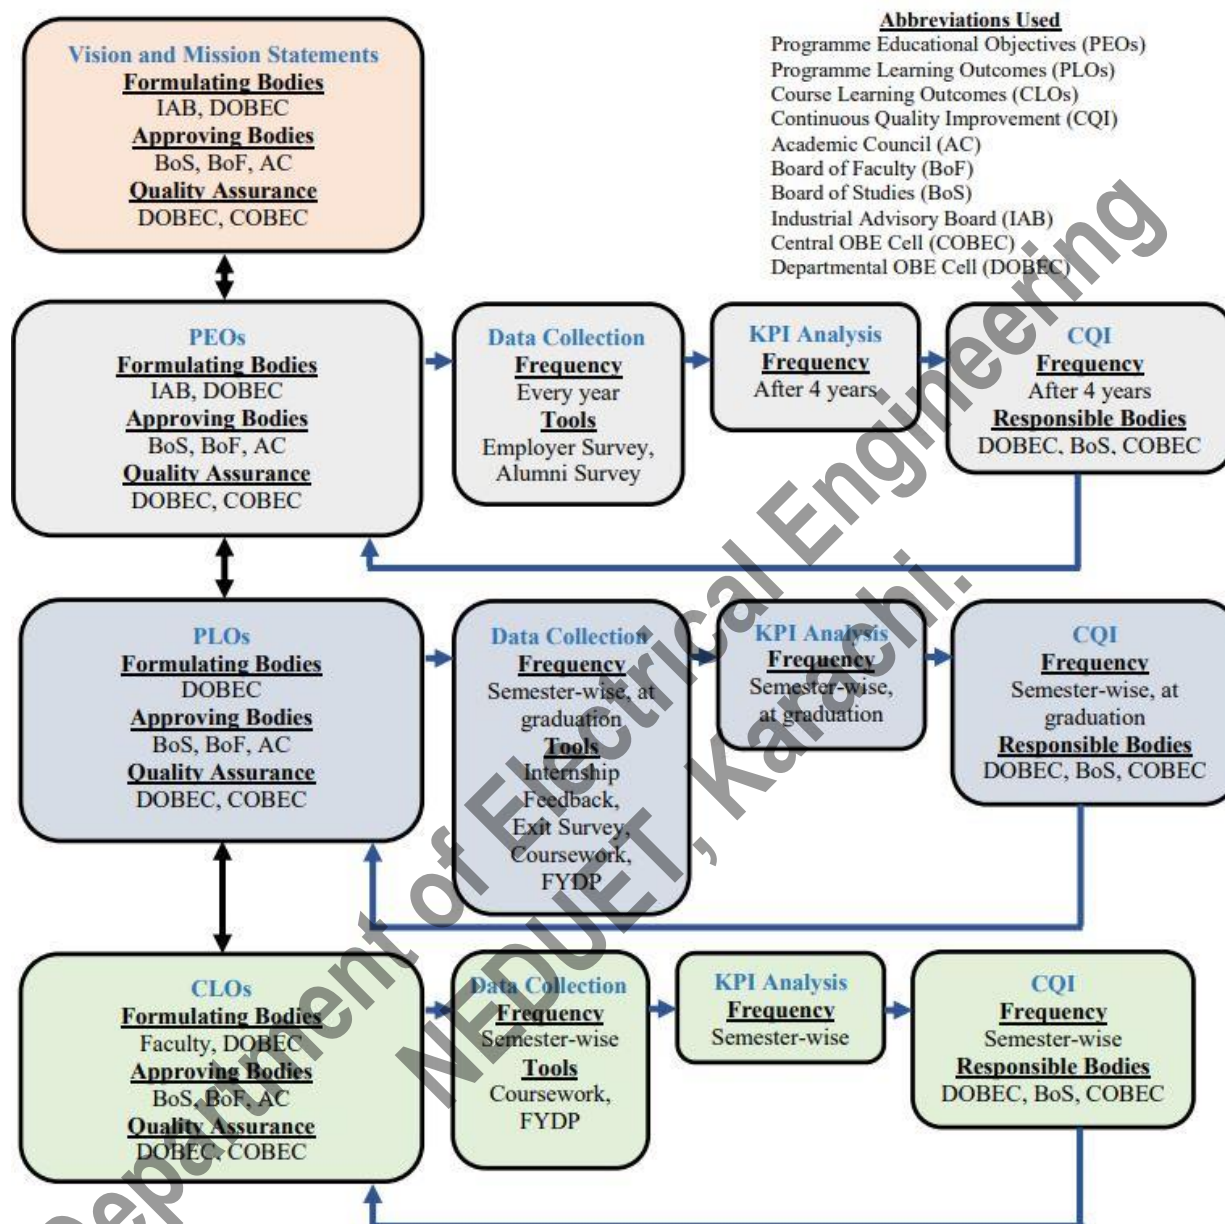 Abbreviations Used
Programme Educational Objectives (PEOs)
Programme Learning Outcomes (PLOs)
Course Learning Outcomes (CLOs)
Continuous Quality Improvement (CQI)
Academic Council (AC)
Board of Faculty (BoF)
Board of Studies (BoS)
Industrial Advisory Board (IAB)
Central OBE Cell (COBEC)
Departmental OBE Cell (DOBEC)
Vision and Mission Statements
Formulating Bodies
IAB, DOBEC
Approving Bodies
BoS, BoF, AC
Quality Assurance
DOBEC, COBEC
PEOs
Formulating Bodies
IAB, DOBEC
Approving Bodies
BoS, BoF, AC
Quality Assurance
DOBEC, COBEC
Data Collection
Frequency
Every year
Tools
Employer Survey,
Alumni Survey
KPI Analysis
Frequency
After 4 years
CQI
Frequency
After 4 years
Responsible Bodies
DOBEC, BoS, COBEC
PLOs
Formulating Bodies
DOBEC
Approving Bodies
BoS, BoF, AC
Quality Assurance
DOBEC, COBEC
Data Collection
Frequency
Semester-wise, at
graduation
Tools
Internship
Feedback,
Exit Survey,
Coursework,
FYDP
KPI Analysis
Frequency
Semester-wise,
at graduation
CQI
Frequency
Semester-wise, at
graduation
Responsible Bodies
DOBEC, BoS, COBEC
CLOs
Formulating Bodies
Faculty, DOBEC
Approving Bodies
BoS, BoF, AC
Quality Assurance
DOBEC, COBEC
Data Collection
Frequency
Semester-wise
Tools
Coursework,
FYDP
KPI Analysis
Frequency
Semester-wise
CQI
Frequency
Semester-wise
Responsible Bodies
DOBEC, BoS, COBEC
Department of Electrical Engineering
NEDUET, Karachi.